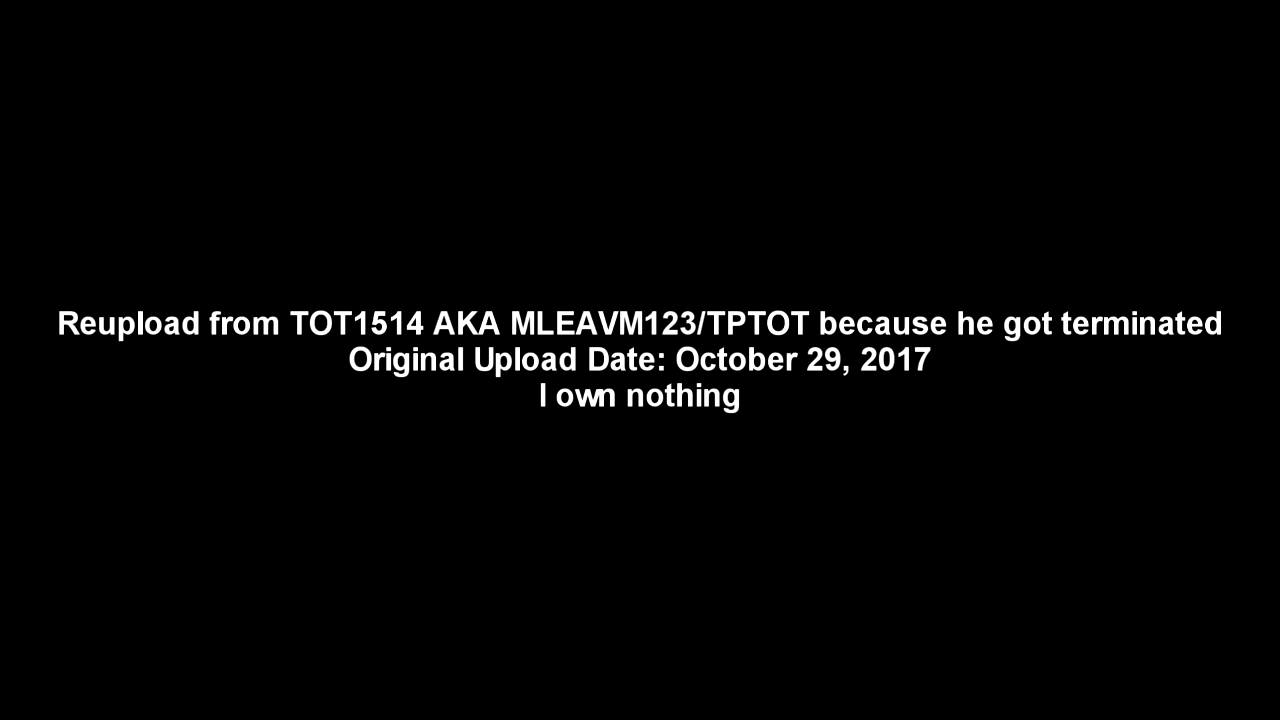 Reupload from TOT1514 AKA MLEAVM123/TPTOT because he got terminated
Original Upload Date: October 29, 2017
I own nothing